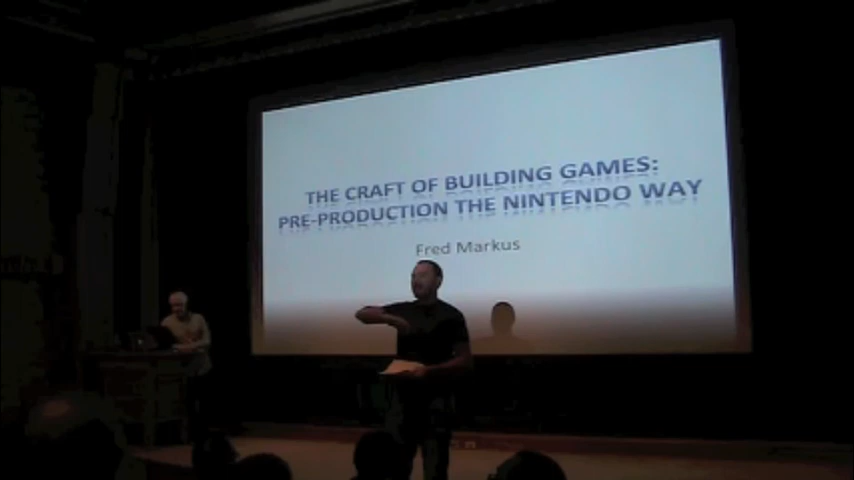 THE CRAFT OF BUILDING GAMES:
PRE-PRODUCTION THE NINTENDO WAY
Fred Markus